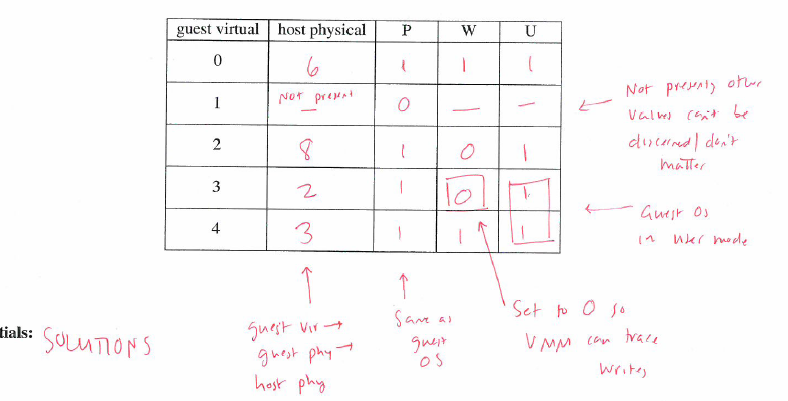 guest virtual host physical P W U
0 6 1 1 1
1 Not present — 0 — —
2 8 1 0 1
3 2 1 0 1
4 3 1 1 1
Not present, other
values can't be
discerned/don't
matter
Guest OS
in user mode
guest vir →
guest phy →
host phy
Same as
guest
OS
Set to 0 so
VMM can trace
writes
tials: SOLUTIONS